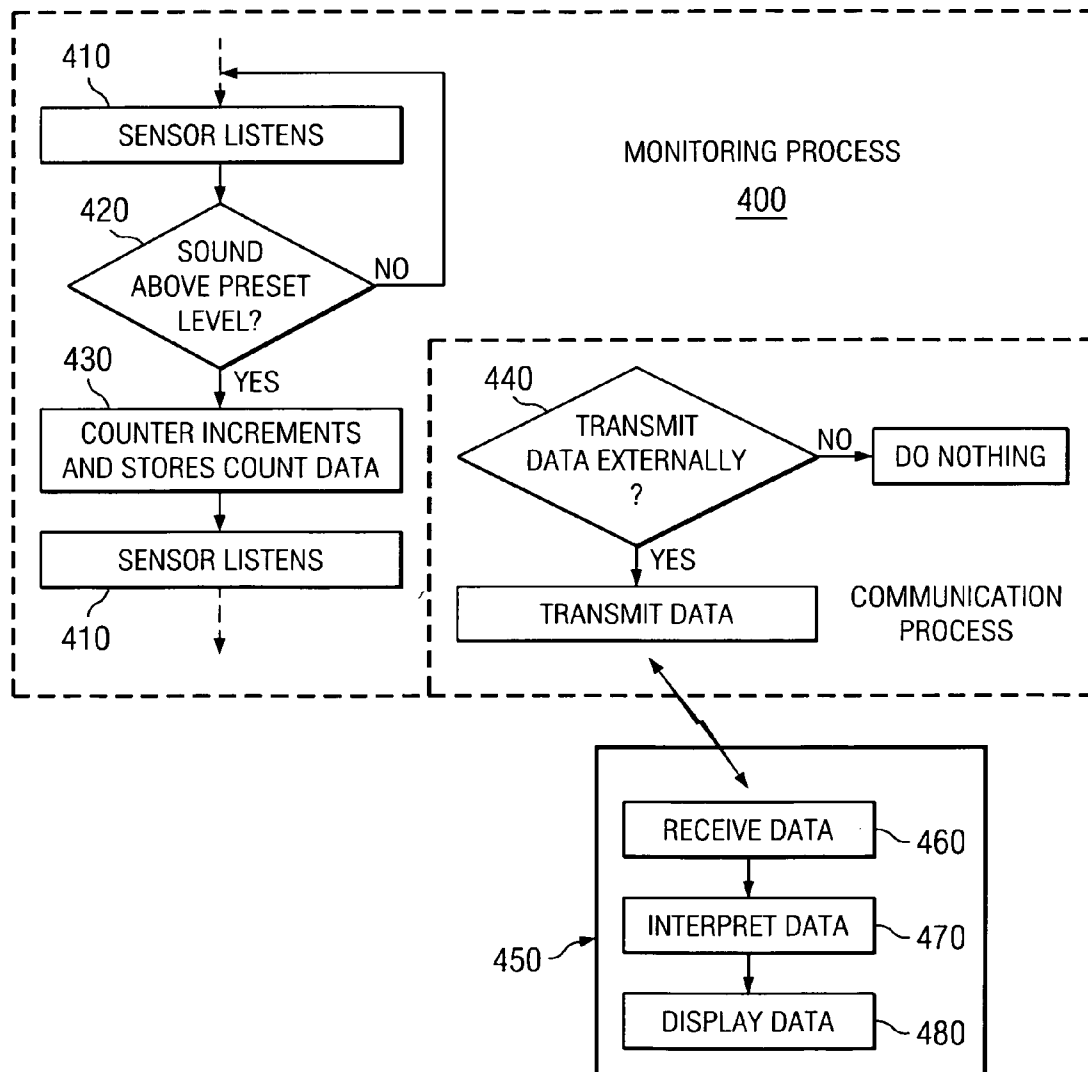 410
SENSOR LISTENS
MONITORING PROCESS
400
420
SOUND
ABOVE PRESET
LEVEL?
NO
430
YES
COUNTER INCREMENTS
AND STORES COUNT DATA
SENSOR LISTENS
410
440
TRANSMIT
DATA EXTERNALLY
?
NO
DO NOTHING
YES
TRANSMIT DATA
COMMUNICATION
PROCESS
RECEIVE DATA
460
INTERPRET DATA
470
450
DISPLAY DATA
480